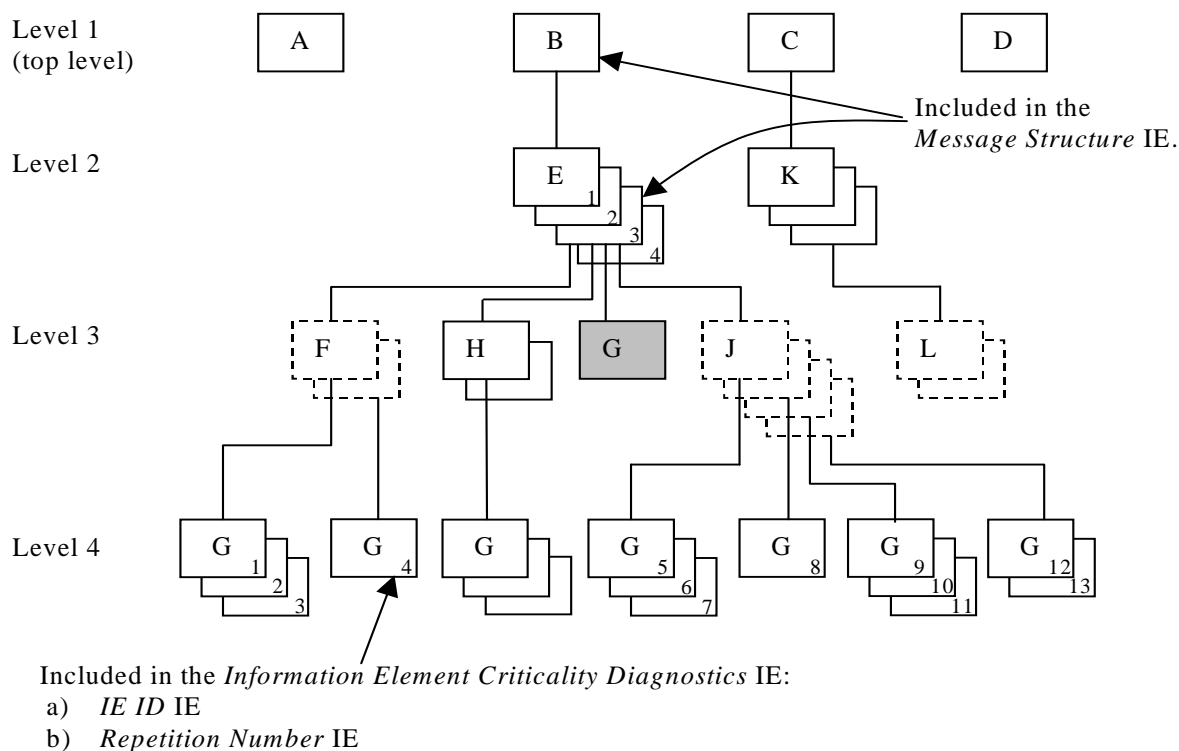 Level 1
(top level)
A
B
C
D
Included in the
Message Structure IE.
Level 2
E
1
2
3
4
K
Level 3
F
H
G
J
L
Level 4
G
1
2
3
G
4
G
G
5
6
7
G
8
G
9
10
11
G
12
13
Included in the Information Element Criticality Diagnostics IE:
a) IE ID IE
b) Repetition Number IE